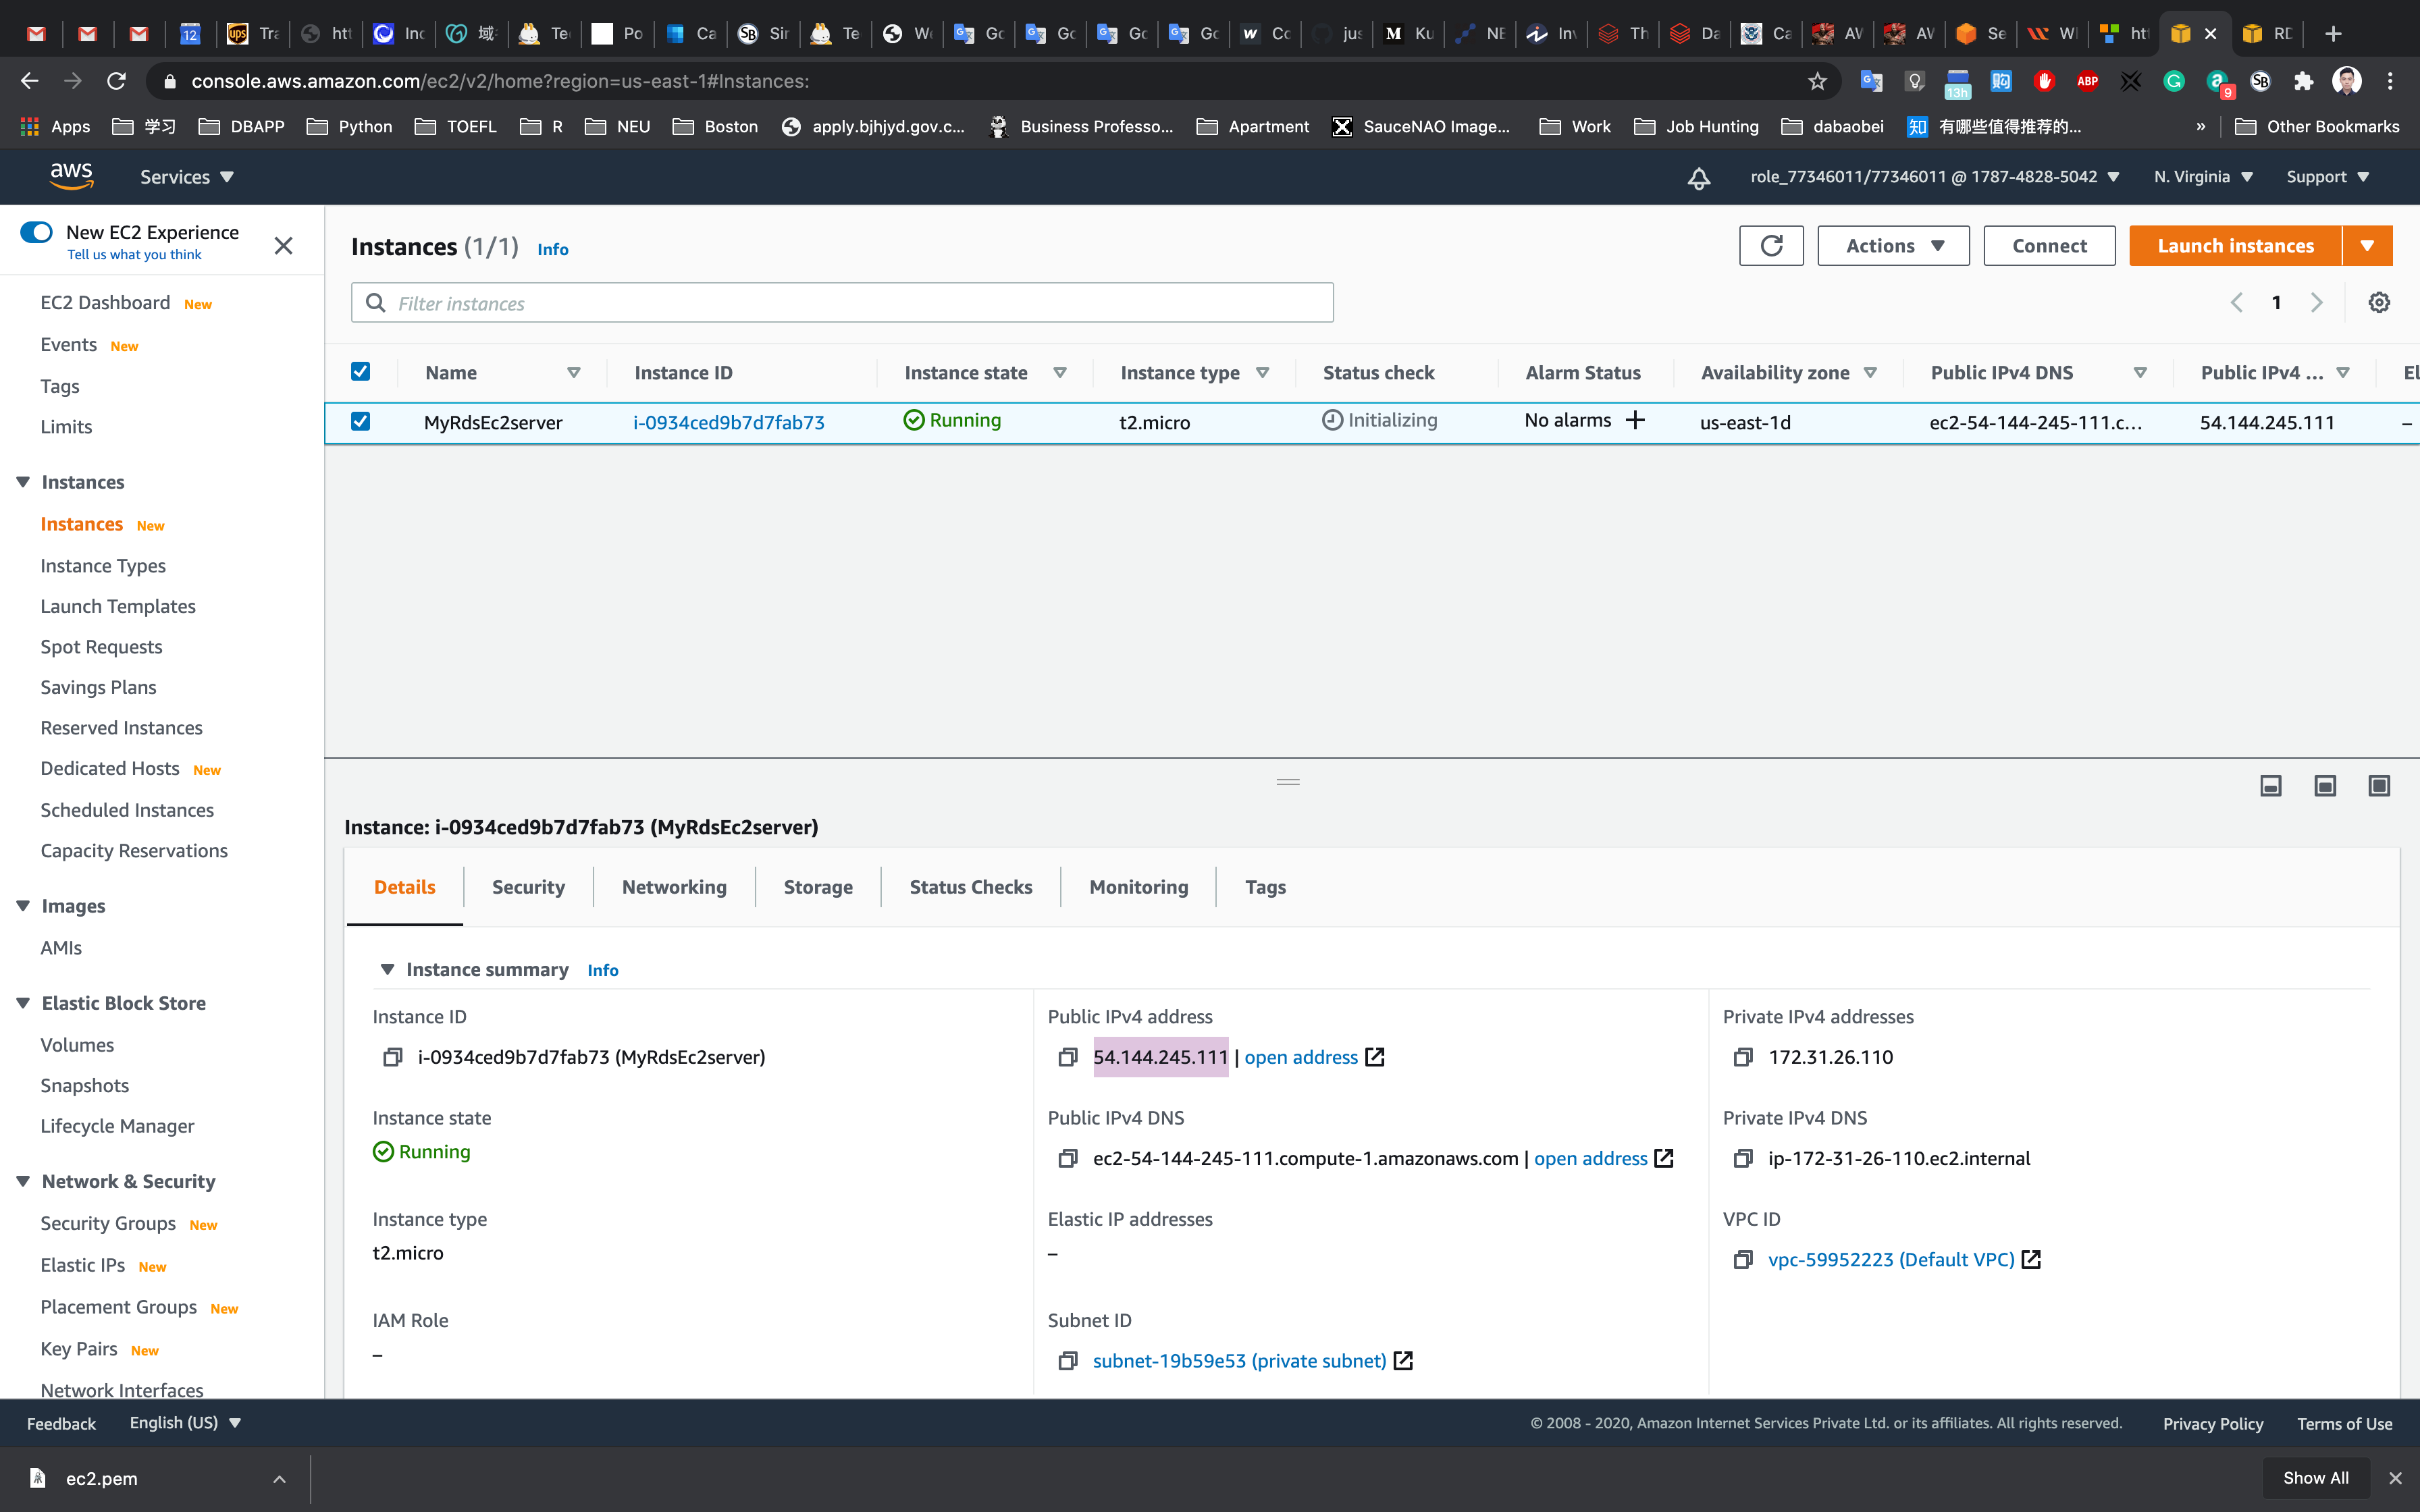 12 Tra htt Inc 域 Te Po Ca Sir Te We Go Go Go Go Co jus Ku NE Inv Th Da Ca AV AV Se W htt RD
console.aws.amazon.com/ec2/v2/home?region=us-east-1#Instances:
13h ABP 9
Apps 学习 DBAPP Python TOEFL R NEU Boston apply.bjhjyd.gov.c... Business Professo... Apartment SauceNAO Image... Work Job Hunting dabaobei 知 有哪些值得推荐的... » Other Bookmarks
aws Services role_77346011/77346011 @ 1787-4828-5042 N. Virginia Support
New EC2 Experience
Tell us what you think
EC2 Dashboard New
Events New
Tags
Limits
Instances
Instances New
Instance Types
Launch Templates
Spot Requests
Savings Plans
Reserved Instances
Dedicated Hosts New
Scheduled Instances
Capacity Reservations
Images
AMIs
Elastic Block Store
Volumes
Snapshots
Lifecycle Manager
Network & Security
Security Groups New
Elastic IPs New
Placement Groups New
Key Pairs New
Network Interfaces
Instances (1/1) Info
Actions Connect Launch instances
Filter instances
1
Name Instance ID Instance state Instance type Status check Alarm Status Availability zone Public IPv4 DNS Public IPv4 ... El
MyRdsEc2server i-0934ced9b7d7fab73 Running t2.micro Initializing No alarms + us-east-1d ec2-54-144-245-111.c... 54.144.245.111 –
Instance: i-0934ced9b7d7fab73 (MyRdsEc2server)
Details Security Networking Storage Status Checks Monitoring Tags
Instance summary Info
Instance ID
i-0934ced9b7d7fab73 (MyRdsEc2server)
Public IPv4 address
54.144.245.111 | open address
Private IPv4 addresses
172.31.26.110
Instance state
Running
Public IPv4 DNS
ec2-54-144-245-111.compute-1.amazonaws.com | open address
Private IPv4 DNS
ip-172-31-26-110.ec2.internal
Instance type
t2.micro
Elastic IP addresses
–
VPC ID
vpc-59952223 (Default VPC)
IAM Role
–
Subnet ID
subnet-19b59e53 (private subnet)
Feedback English (US) © 2008 - 2020, Amazon Internet Services Private Ltd. or its affiliates. All rights reserved. Privacy Policy Terms of Use
ec2.pem Show All